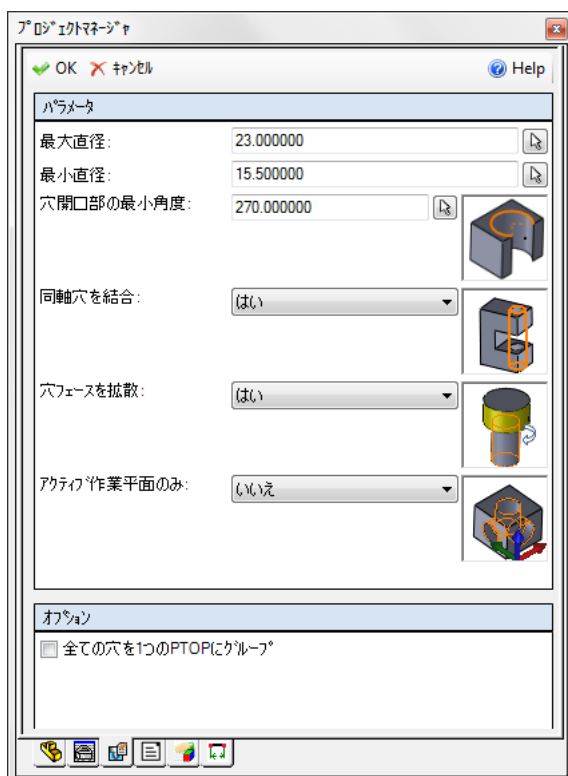 ﾌﾟﾛｼﾞｪｸﾄﾏﾈｰｼﾞｬ
OK ｷｬﾝｾﾙ Help
ﾊﾟﾗﾒｰﾀ
最大直径: 23.000000
最小直径: 15.500000
穴開口部の最小角度: 270.000000
同軸穴を結合: はい
穴ﾌｪｰｽを拡散: はい
ｱｸﾃｨﾌﾞ作業平面のみ: いいえ
ｵﾌﾟｼｮﾝ
全ての穴を1つのPTOPにｸﾞﾙｰﾌﾟ